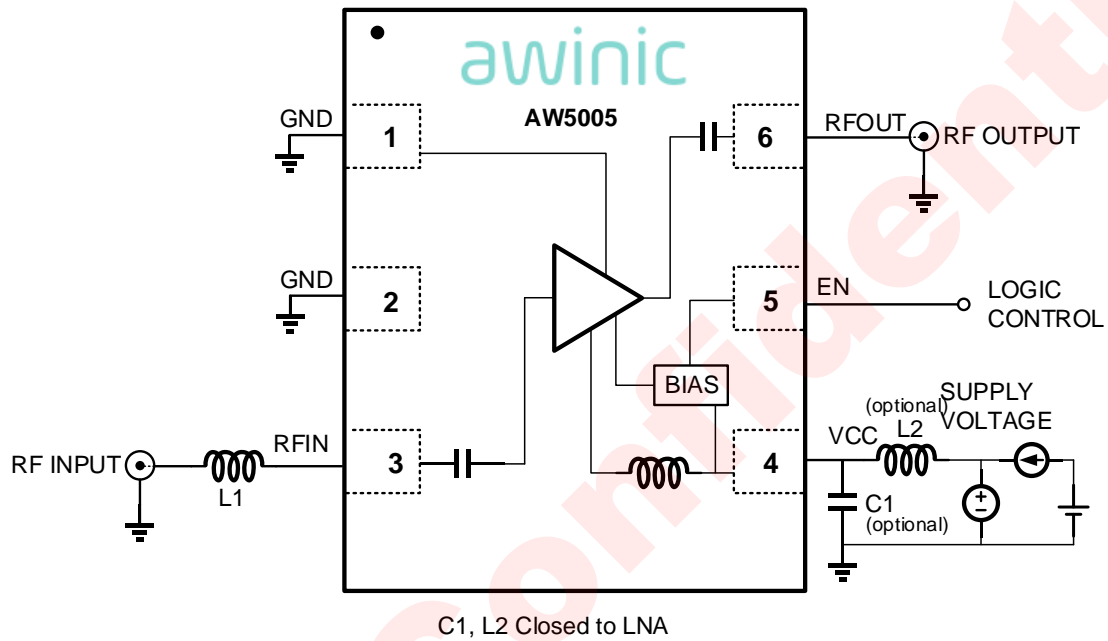 awinic
AW5005
GND
1
6
RFOUT
RF OUTPUT
GND
2
5
EN
LOGIC
CONTROL
BIAS
RF INPUT
L1
RFIN
3
4
VCC
(optional)
L2
SUPPLY
VOLTAGE
+
−
C1
(optional)
C1, L2 Closed to LNA
Confidenti